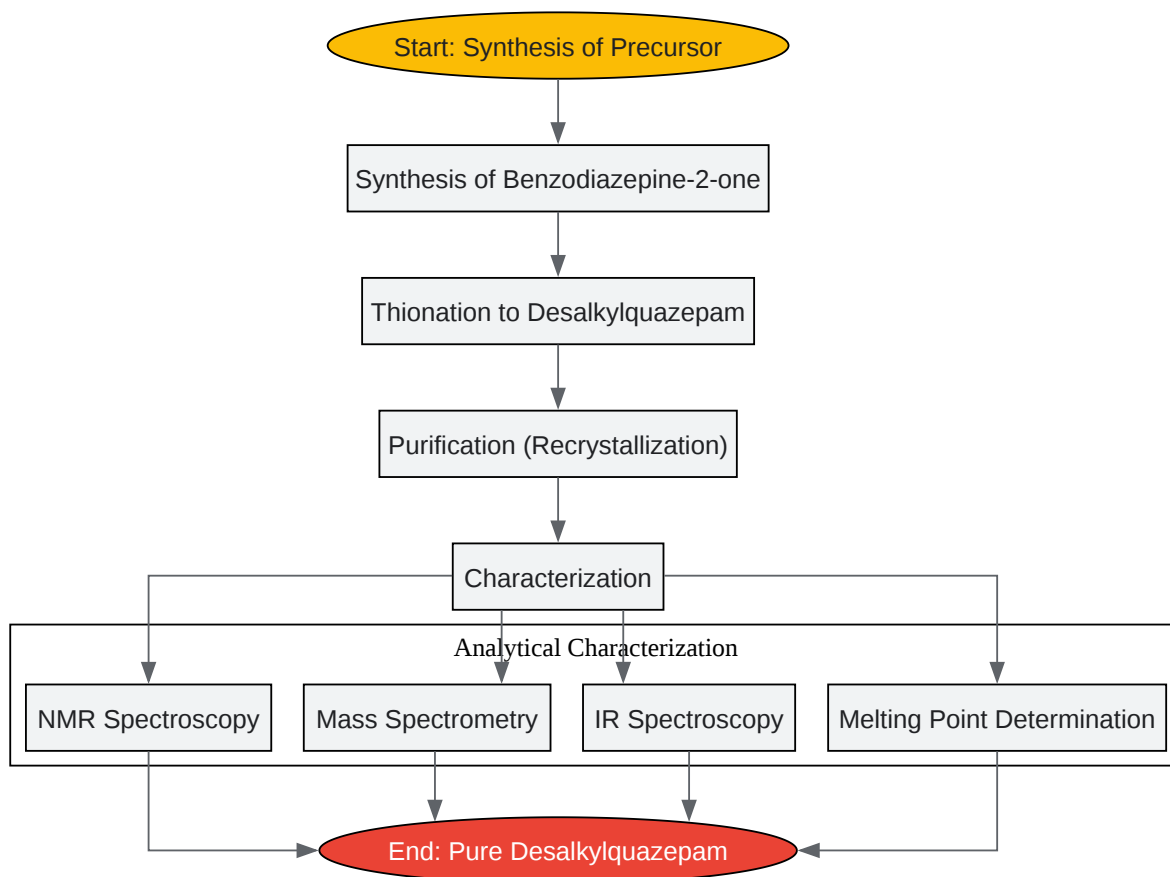 Start: Synthesis of Precursor
Synthesis of Benzodiazepine-2-one
Thionation to Desalkylquazepam
Purification (Recrystallization)
Characterization
Analytical Characterization
NMR Spectroscopy
Mass Spectrometry
IR Spectroscopy
Melting Point Determination
End: Pure Desalkylquazepam